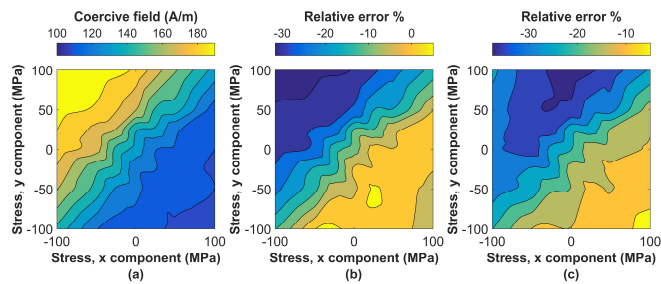 Coercive field (A/m) Relative error % Relative error %
100 120 140 160 180 -30 -20 -10 0 -30 -20 -10
Stress, y component (MPa) Stress, y component (MPa) Stress, y component (MPa)
100 100 100
50 50 50
0 0 0
-50 -50 -50
-100 -100 -100
-100 0 100 -100 0 100 -100 0 100
Stress, x component (MPa) Stress, x component (MPa) Stress, x component (MPa)
(a) (b) (c)